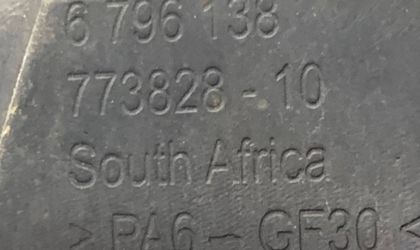 6 796 138
773828 - 10
South Africa
> PA6 - GF30 <